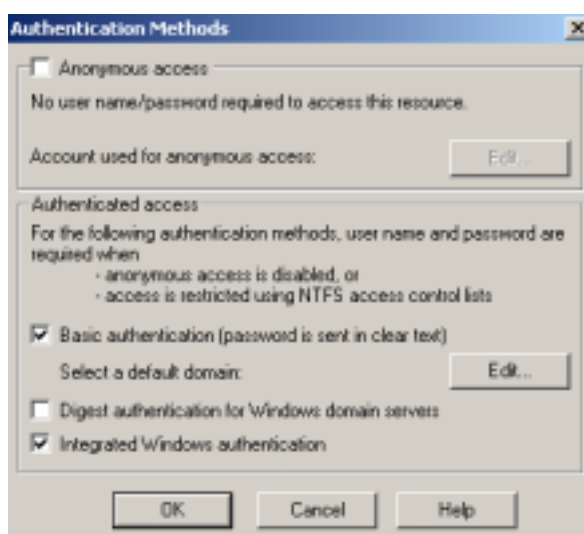 Authentication Methods
Anonymous access
No user name/password required to access this resource.
Account used for anonymous access:
Edit...
Authenticated access
For the following authentication methods, user name and password are
required when
- anonymous access is disabled, or
- access is restricted using NTFS access control lists
Basic authentication (password is sent in clear text)
Select a default domain:
Edit...
Digest authentication for Windows domain servers
Integrated Windows authentication
OK
Cancel
Help